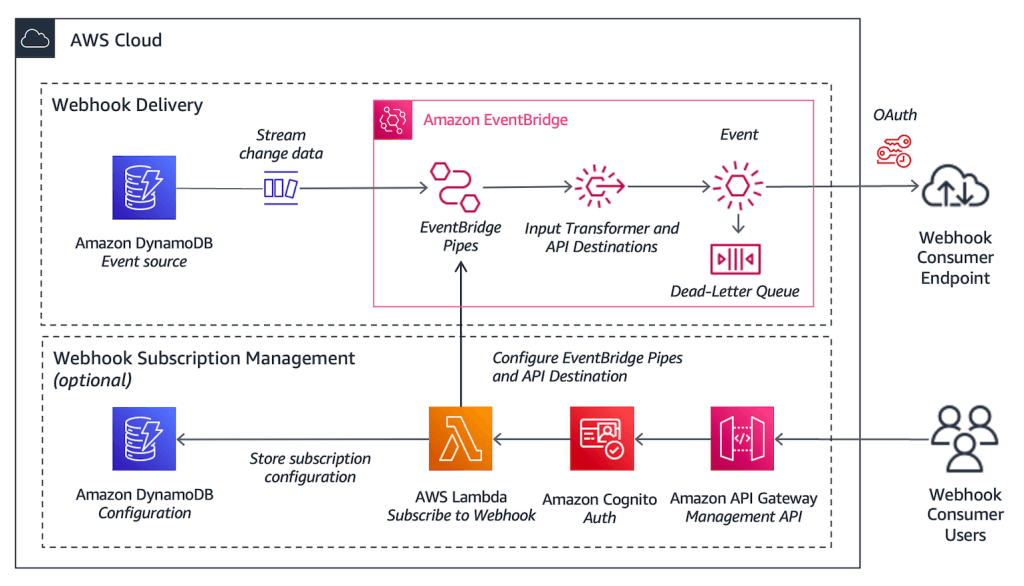 AWS Cloud
Webhook Delivery
Stream
change data
Amazon DynamoDB
Event source
Amazon EventBridge
EventBridge
Pipes
Input Transformer and
API Destinations
Event
Dead-Letter Queue
OAuth
Webhook
Consumer
Endpoint
Webhook Subscription Management
(optional)
Configure EventBridge Pipes
and API Destination
Amazon DynamoDB
Configuration
Store subscription
configuration
AWS Lambda
Subscribe to Webhook
Amazon Cognito
Auth
</>
Amazon API Gateway
Management API
Webhook
Consumer
Users